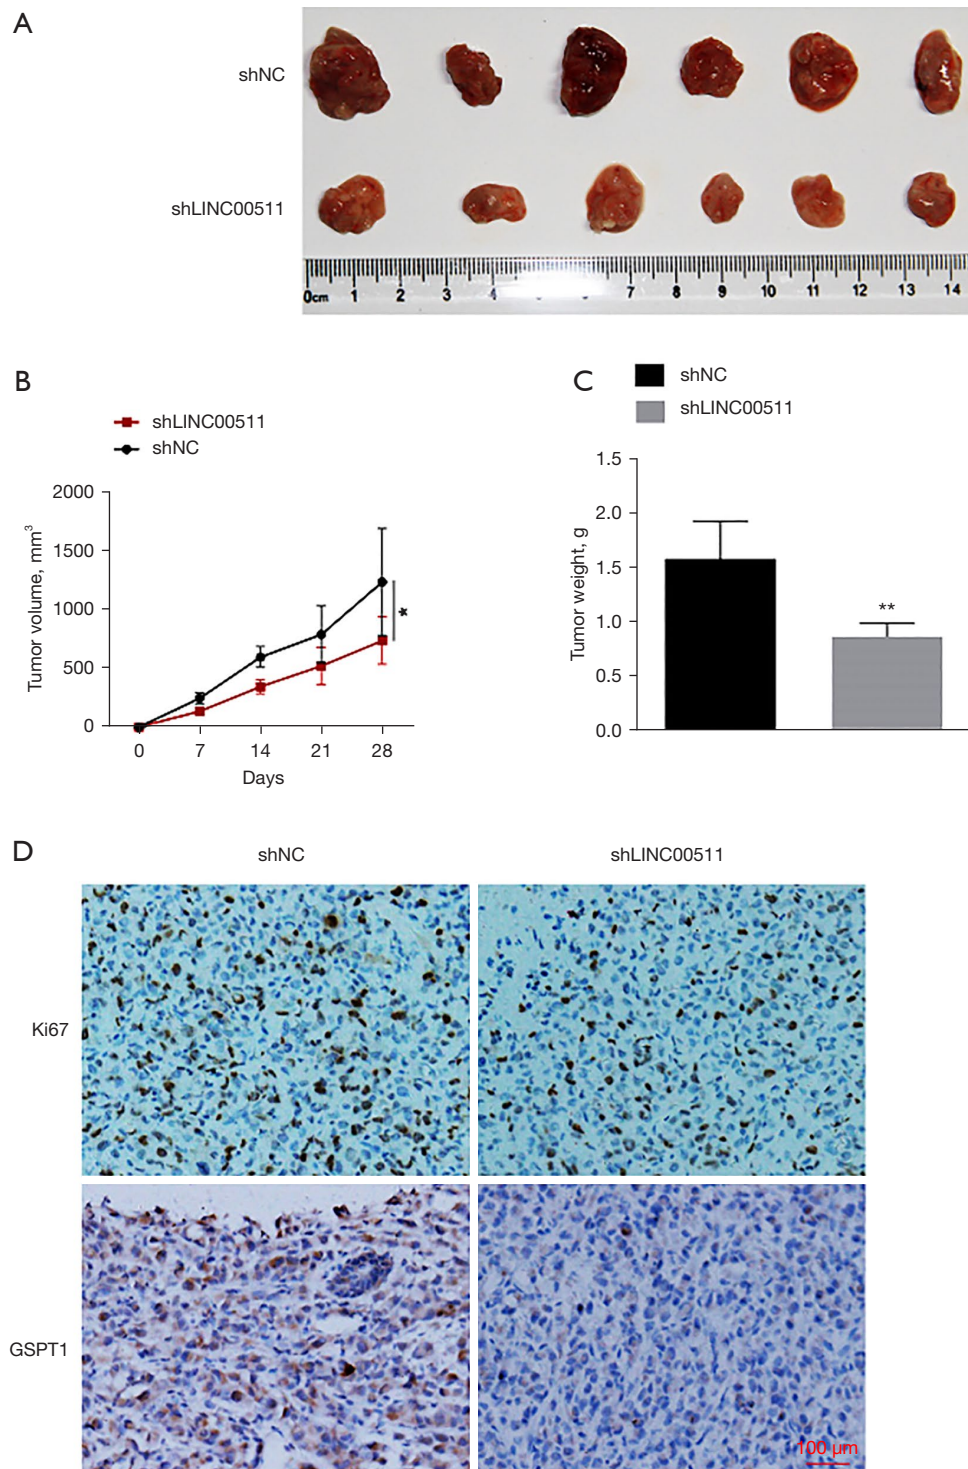 A
shNC
shLINC00511
0cm 1 2 3 4 6 7 8 9 10 11 12 13 14
B
shLINC00511
shNC
Tumor volume, mm³
2000
1500
1000
500
0
*
0 7 14 21 28
Days
C
shNC
shLINC00511
Tumor weight, g
1.5
2.0
1.5
1.0
0.5
0.0
**
D
shNC shLINC00511
Ki67
GSPT1
100 µm